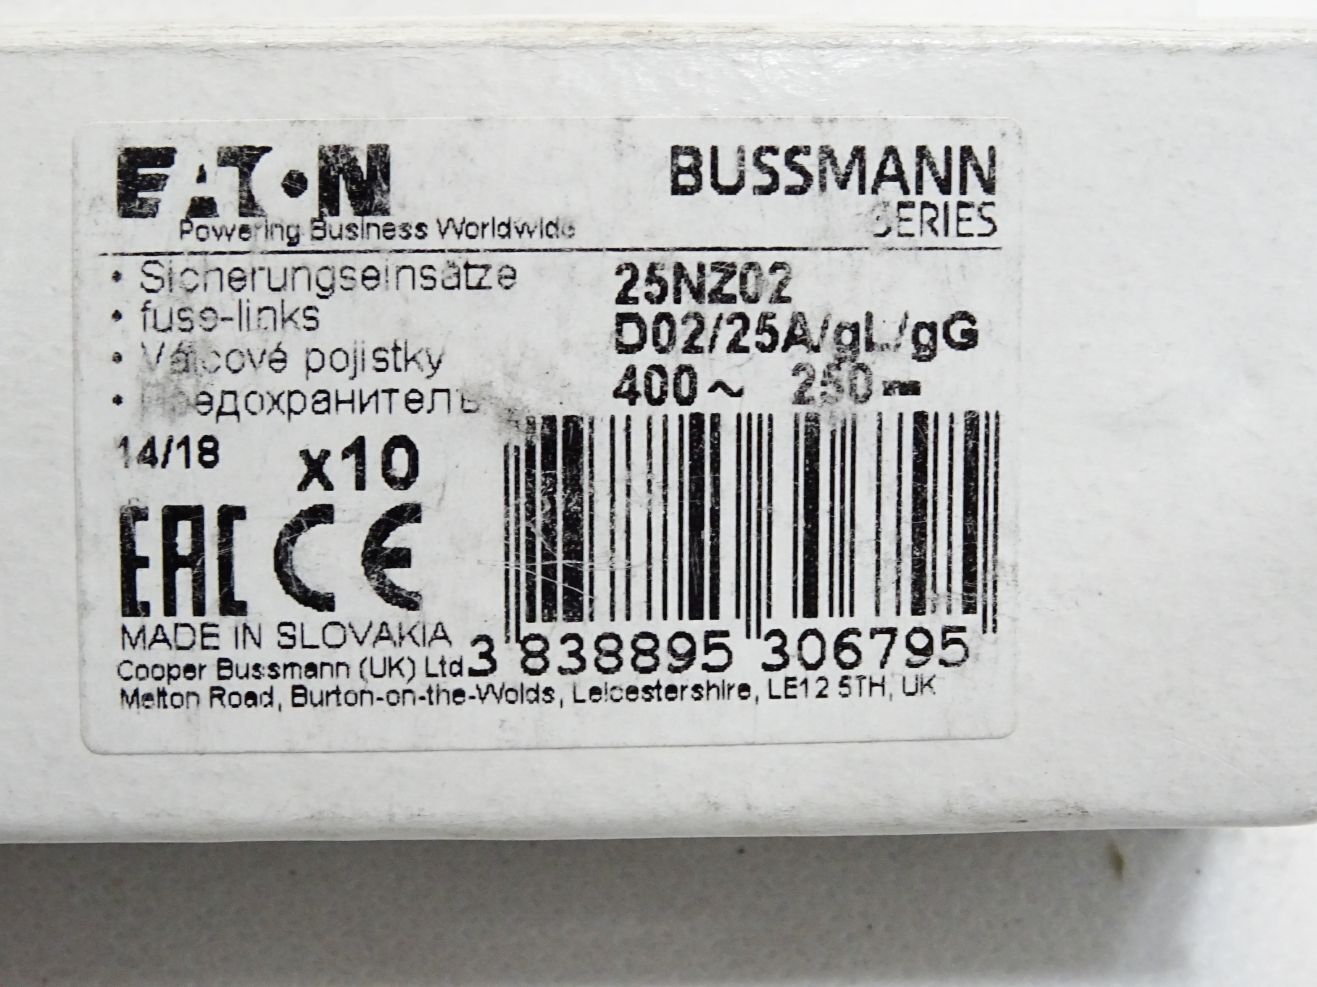 EATON
Powering Business Worldwide
BUSSMANN
SERIES
• Sicherungseinsätze
• fuse-links
• Válcové pojistky
• Предохранитель
25NZ02
D02/25A/gL/gG
400~ 250⎓
14/18 x10
EAC CE
MADE IN SLOVAKIA
3 838895 306795
Cooper Bussmann (UK) Ltd
Melton Road, Burton-on-the-Wolds, Leicestershire, LE12 5TH, UK